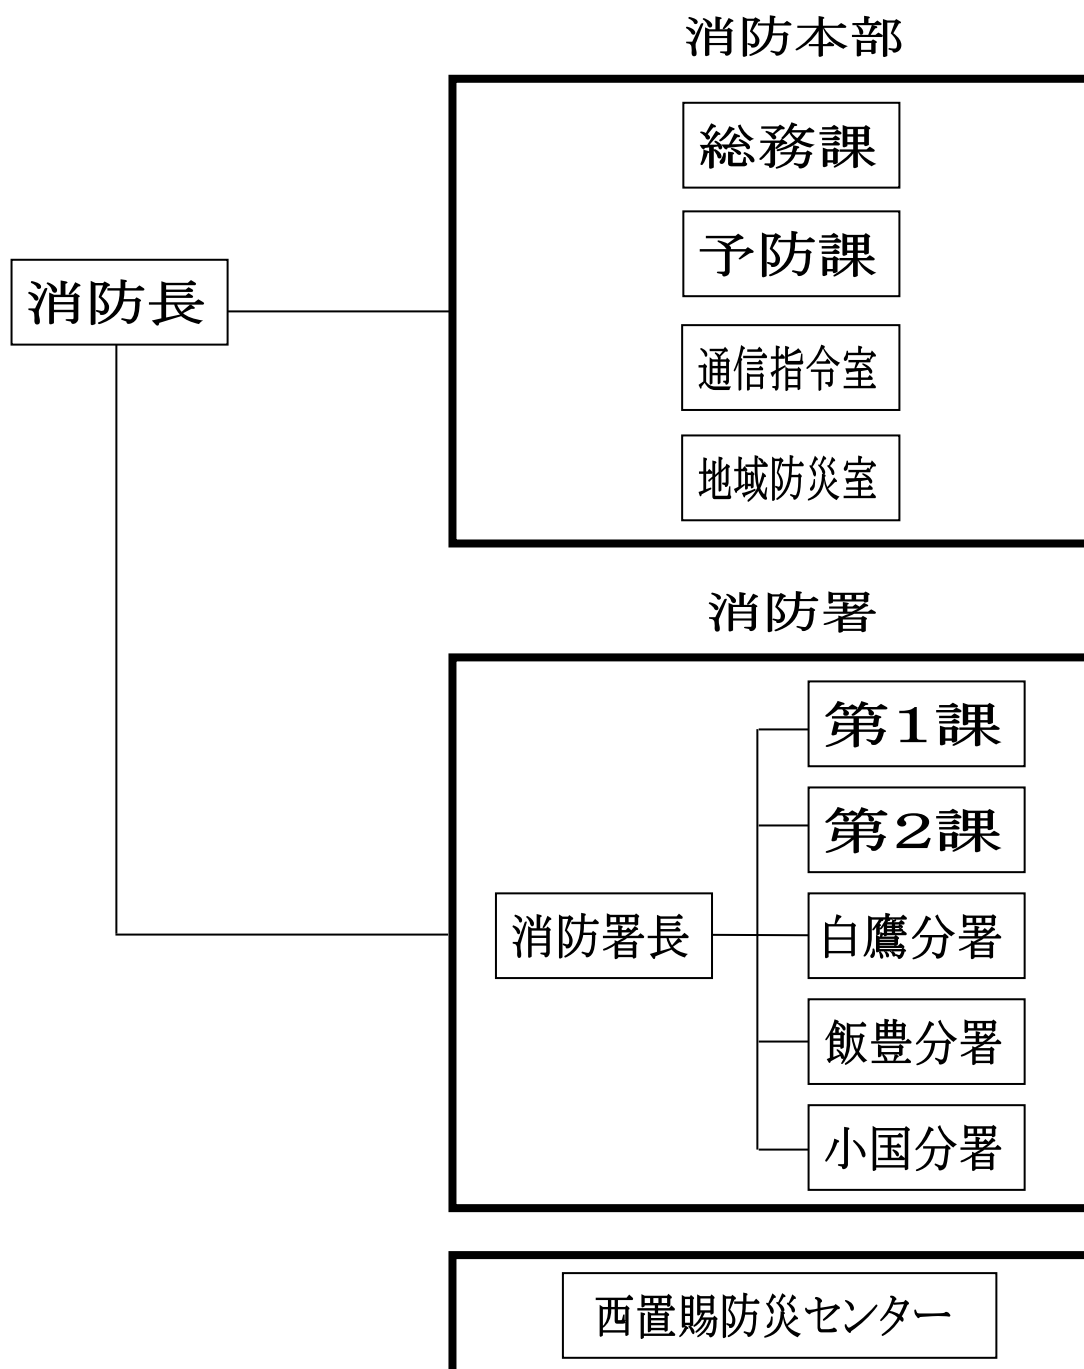 消防本部
総務課
予防課
消防長
通信指令室
地域防災室
消防署
第1課
第2課
消防署長
白鷹分署
飯豊分署
小国分署
西置賜防災センター